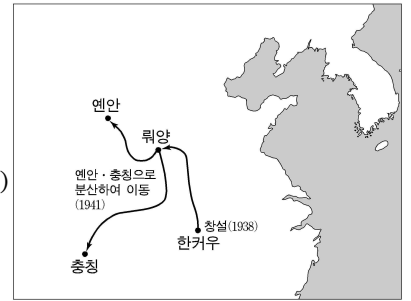 옌안
뤄양
)
옌안·충칭으로
분산하여 이동
(1941)
창설(1938)
한커우
충칭